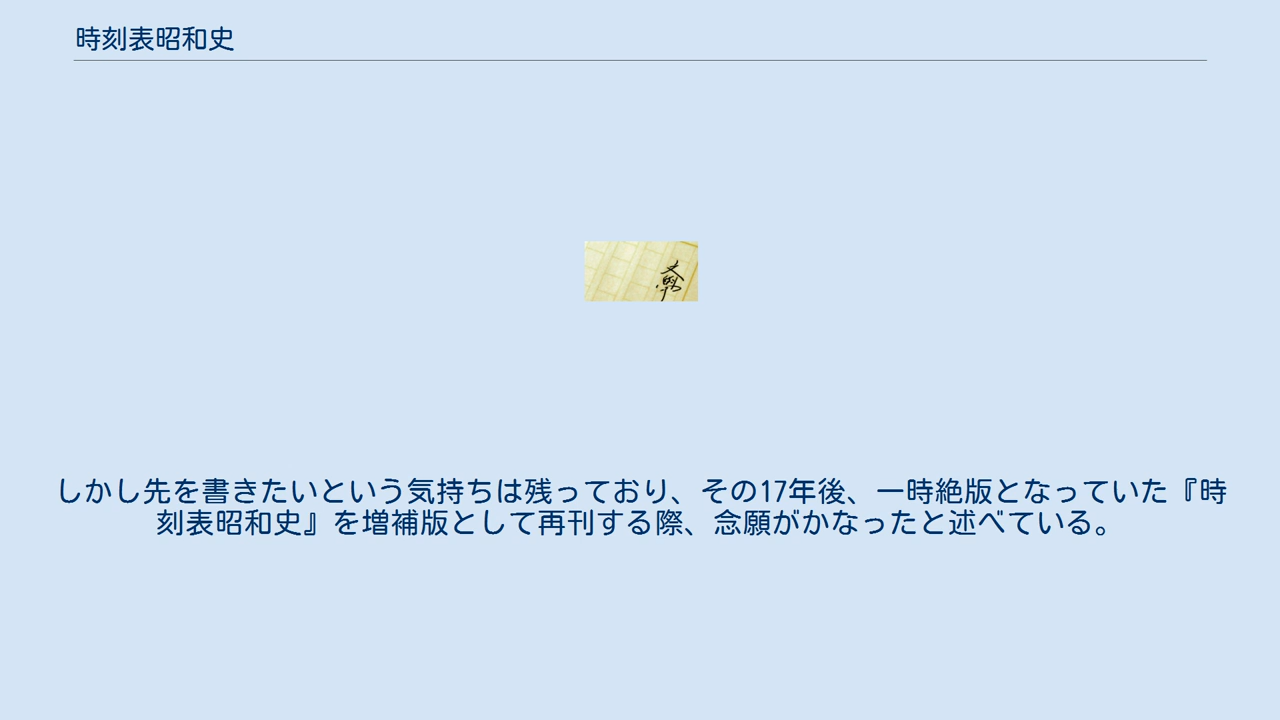 時刻表昭和史
しかし先を書きたいという気持ちは残っており、その17年後、一時絶版となっていた『時
刻表昭和史』を増補版として再刊する際、念願がかなったと述べている。